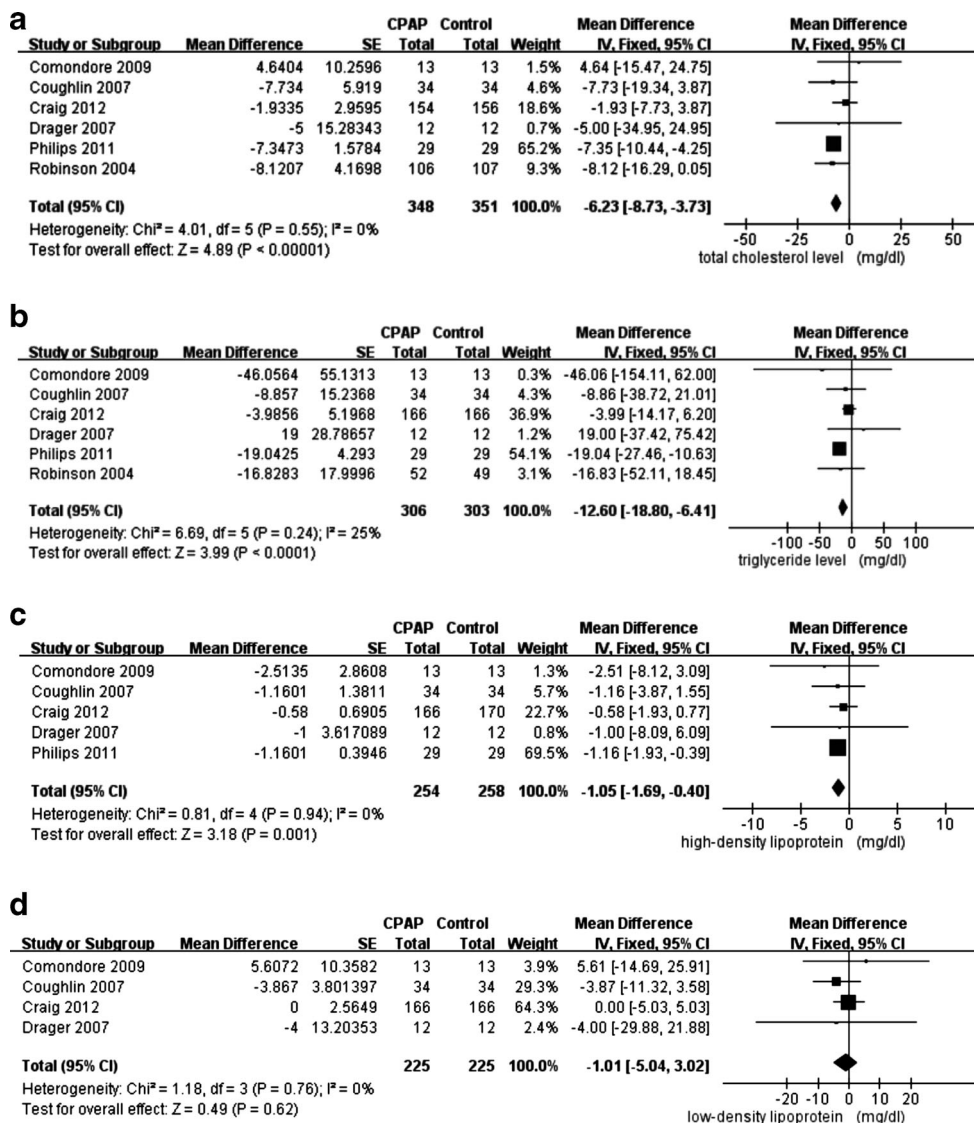 a
CPAP Control Mean Difference Mean Difference
Study or Subgroup Mean Difference SE Total Total Weight IV, Fixed, 95% CI IV, Fixed, 95% CI
Comondore 2009 4.6404 10.2596 13 13 1.5% 4.64 [-15.47, 24.75]
Coughlin 2007 -7.734 5.919 34 34 4.6% -7.73 [-19.34, 3.87]
Craig 2012 -1.9335 2.9595 154 156 18.6% -1.93 [-7.73, 3.87]
Drager 2007 -5 15.28343 12 12 0.7% -5.00 [-34.95, 24.95]
Philips 2011 -7.3473 1.5784 29 29 65.2% -7.35 [-10.44, -4.25]
Robinson 2004 -8.1207 4.1698 106 107 9.3% -8.12 [-16.29, 0.05]
Total (95% CI) 348 351 100.0% -6.23 [-8.73, -3.73]
Heterogeneity: Chi² = 4.01, df = 5 (P = 0.55); I² = 0%
Test for overall effect: Z = 4.89 (P < 0.00001)
-50 -25 0 25 50
total cholesterol level (mg/dl)
b
CPAP Control Mean Difference Mean Difference
Study or Subgroup Mean Difference SE Total Total Weight IV, Fixed, 95% CI IV, Fixed, 95% CI
Comondore 2009 -46.0564 55.1313 13 13 0.3% -46.06 [-154.11, 62.00]
Coughlin 2007 -8.857 15.2368 34 34 4.3% -8.86 [-38.72, 21.01]
Craig 2012 -3.9856 5.1968 166 166 36.9% -3.99 [-14.17, 6.20]
Drager 2007 19 28.78657 12 12 1.2% 19.00 [-37.42, 75.42]
Philips 2011 -19.0425 4.293 29 29 54.1% -19.04 [-27.46, -10.63]
Robinson 2004 -16.8283 17.9996 52 49 3.1% -16.83 [-52.11, 18.45]
Total (95% CI) 306 303 100.0% -12.60 [-18.80, -6.41]
Heterogeneity: Chi² = 6.69, df = 5 (P = 0.24); I² = 25%
Test for overall effect: Z = 3.99 (P < 0.0001)
-100 -50 0 50 100
triglyceride level (mg/dl)
c
CPAP Control Mean Difference Mean Difference
Study or Subgroup Mean Difference SE Total Total Weight IV, Fixed, 95% CI IV, Fixed, 95% CI
Comondore 2009 -2.5135 2.8608 13 13 1.3% -2.51 [-8.12, 3.09]
Coughlin 2007 -1.1601 1.3811 34 34 5.7% -1.16 [-3.87, 1.55]
Craig 2012 -0.58 0.6905 166 170 22.7% -0.58 [-1.93, 0.77]
Drager 2007 -1 3.617089 12 12 0.8% -1.00 [-8.09, 6.09]
Philips 2011 -1.1601 0.3946 29 29 69.5% -1.16 [-1.93, -0.39]
Total (95% CI) 254 258 100.0% -1.05 [-1.69, -0.40]
Heterogeneity: Chi² = 0.81, df = 4 (P = 0.94); I² = 0%
Test for overall effect: Z = 3.18 (P = 0.001)
-10 -5 0 5 10
high-density lipoprotein (mg/dl)
d
CPAP Control Mean Difference Mean Difference
Study or Subgroup Mean Difference SE Total Total Weight IV, Fixed, 95% CI IV, Fixed, 95% CI
Comondore 2009 5.6072 10.3582 13 13 3.9% 5.61 [-14.69, 25.91]
Coughlin 2007 -3.867 3.801397 34 34 29.3% -3.87 [-11.32, 3.58]
Craig 2012 0 2.5649 166 166 64.3% 0.00 [-5.03, 5.03]
Drager 2007 -4 13.20353 12 12 2.4% -4.00 [-29.88, 21.88]
Total (95% CI) 225 225 100.0% -1.01 [-5.04, 3.02]
Heterogeneity: Chi² = 1.18, df = 3 (P = 0.76); I² = 0%
Test for overall effect: Z = 0.49 (P = 0.62)
-20 -10 0 10 20
low-density lipoprotein (mg/dl)